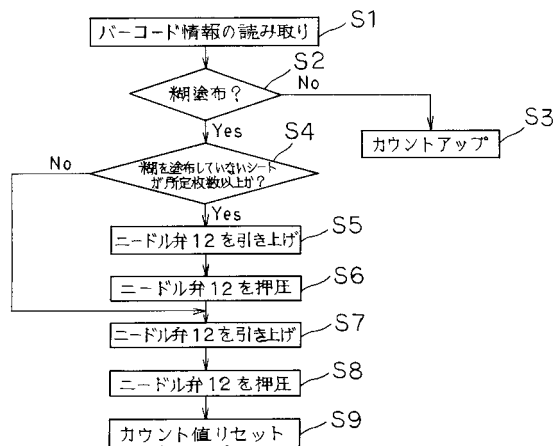 バーコード情報の読み取り
S1
S2
糊塗布?
No
S3
カウントアップ
Yes
S4
No
糊を塗布していないシート
が所定枚数以上か?
Yes
S5
ニードル弁12を引き上げ
S6
ニードル弁12を押圧
S7
ニードル弁12を引き上げ
S8
ニードル弁12を押圧
S9
カウント値リセット